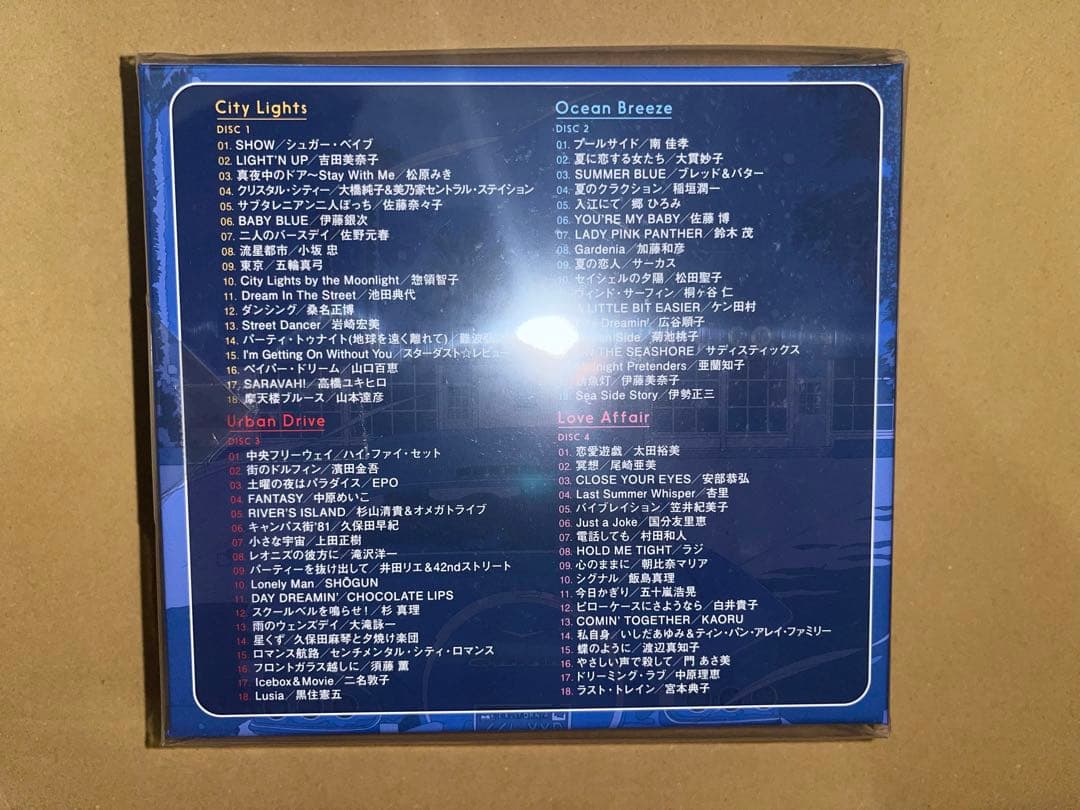 City Lights
DISC 1
01. SHOW／シュガー・ベイブ
02. LIGHT'N UP／吉田美奈子
03. 真夜中のドア〜Stay With Me／松原みき
04. クリスタル・シティー／大橋純子&美乃家セントラル・ステイション
05. サブタレニアン二人ぼっち／佐藤奈々子
06. BABY BLUE／伊藤銀次
07. 二人のバースデイ／佐野元春
08. 流星都市／小坂 忠
09. 東京／五輪真弓
10. City Lights by the Moonlight／惣領智子
11. Dream In The Street／池田典代
12. ダンシング／桑名正博
13. Street Dancer／岩崎宏美
14. パーティ・トゥナイト(地球を遠く離れて)／難波弘
15. I'm Getting On Without You／スターダスト☆レビュー
16. ペイパー・ドリーム／山口百恵
17. SARAVAH!／高橋ユキヒロ
18. 摩天楼ブルース／山本達彦
Ocean Breeze
DISC 2
01. プールサイド／南 佳孝
02. 夏に恋する女たち／大貫妙子
03. SUMMER BLUE／ブレッド&バター
04. 夏のクラクション／稲垣潤一
05. 入江にて／郷 ひろみ
06. YOU'RE MY BABY／佐藤 博
07. LADY PINK PANTHER／鈴木 茂
08. Gardenia／加藤和彦
09. 夏の恋人／サーカス
10. セイシェルの夕陽／松田聖子
ウィンド・サーフィン／桐ヶ谷 仁
A LITTLE BIT EASIER／ケン田村
Dreamin'／広谷順子
Side／菊池桃子
THE SEASHORE／サディスティックス
Midnight Pretenders／亜蘭知子
魚灯／伊藤美奈子
18. Sea Side Story／伊勢正三
Urban Drive
DISC 3
01. 中央フリーウェイ／ハイ・ファイ・セット
02. 街のドルフィン／濱田金吾
03. 土曜の夜はパラダイス／EPO
04. FANTASY／中原めいこ
05. RIVER'S ISLAND／杉山清貴&オメガトライブ
06. キャンパス街'81／久保田早紀
07. 小さな宇宙／上田正樹
08. レオニズの彼方に／滝沢洋一
09. パーティーを抜け出して／井田リエ&42ndストリート
10. Lonely Man／SHŌGUN
11. DAY DREAMIN'／CHOCOLATE LIPS
12. スクールベルを鳴らせ!／杉 真理
13. 雨のウェンズデイ／大滝詠一
14. 星くず／久保田麻琴と夕焼け楽団
15. ロマンス航路／センチメンタル・シティ・ロマンス
16. フロントガラス越しに／須藤 薫
17. Icebox&Movie／二名敦子
18. Lusia／黒住憲五
Love Affair
DISC 4
01. 恋愛遊戯／太田裕美
02. 冥想／尾崎亜美
03. CLOSE YOUR EYES／安部恭弘
04. Last Summer Whisper／杏里
05. バイブレイション／笠井紀美子
06. Just a Joke／国分友里恵
07. 電話しても／村田和人
08. HOLD ME TIGHT／ラジ
09. 心のままに／朝比奈マリア
10. シグナル／飯島真理
11. 今日かぎり／五十嵐浩晃
12. ピローケースにさようなら／白井貴子
13. COMIN' TOGETHER／KAORU
14. 私自身／いしだあゆみ&ティン・パン・アレイ・ファミリー
15. 蝶のように／渡辺真知子
16. やさしい声で殺して／門 あさ美
17. ドリーミング・ラブ／中原理恵
18. ラスト・トレイン／宮本典子